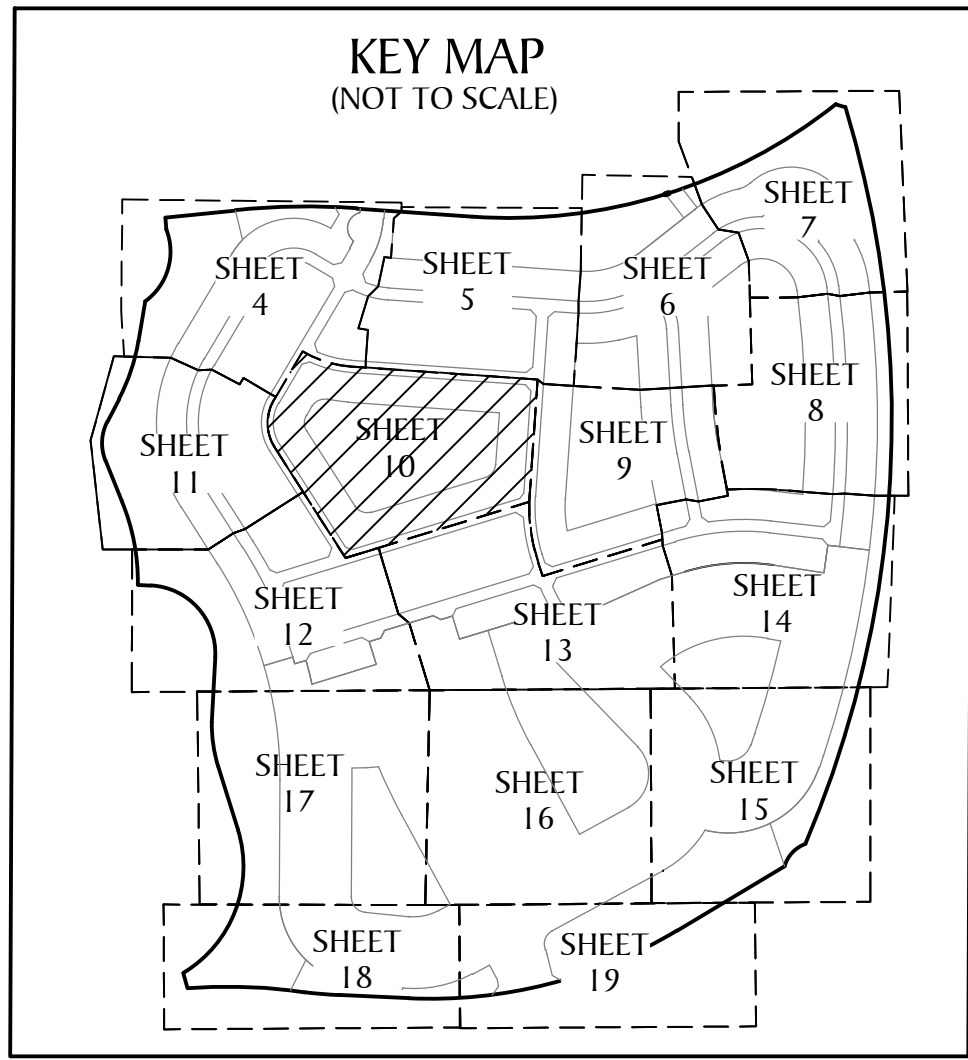 KEY MAP
(NOT TO SCALE)
SHEET
7
SHEET
4
SHEET
5
SHEET
6
SHEET
8
SHEET
11
SHEET
10
SHEET
9
SHEET
12
SHEET
13
SHEET
14
SHEET
17
SHEET
16
SHEET
15
SHEET
18
SHEET
19